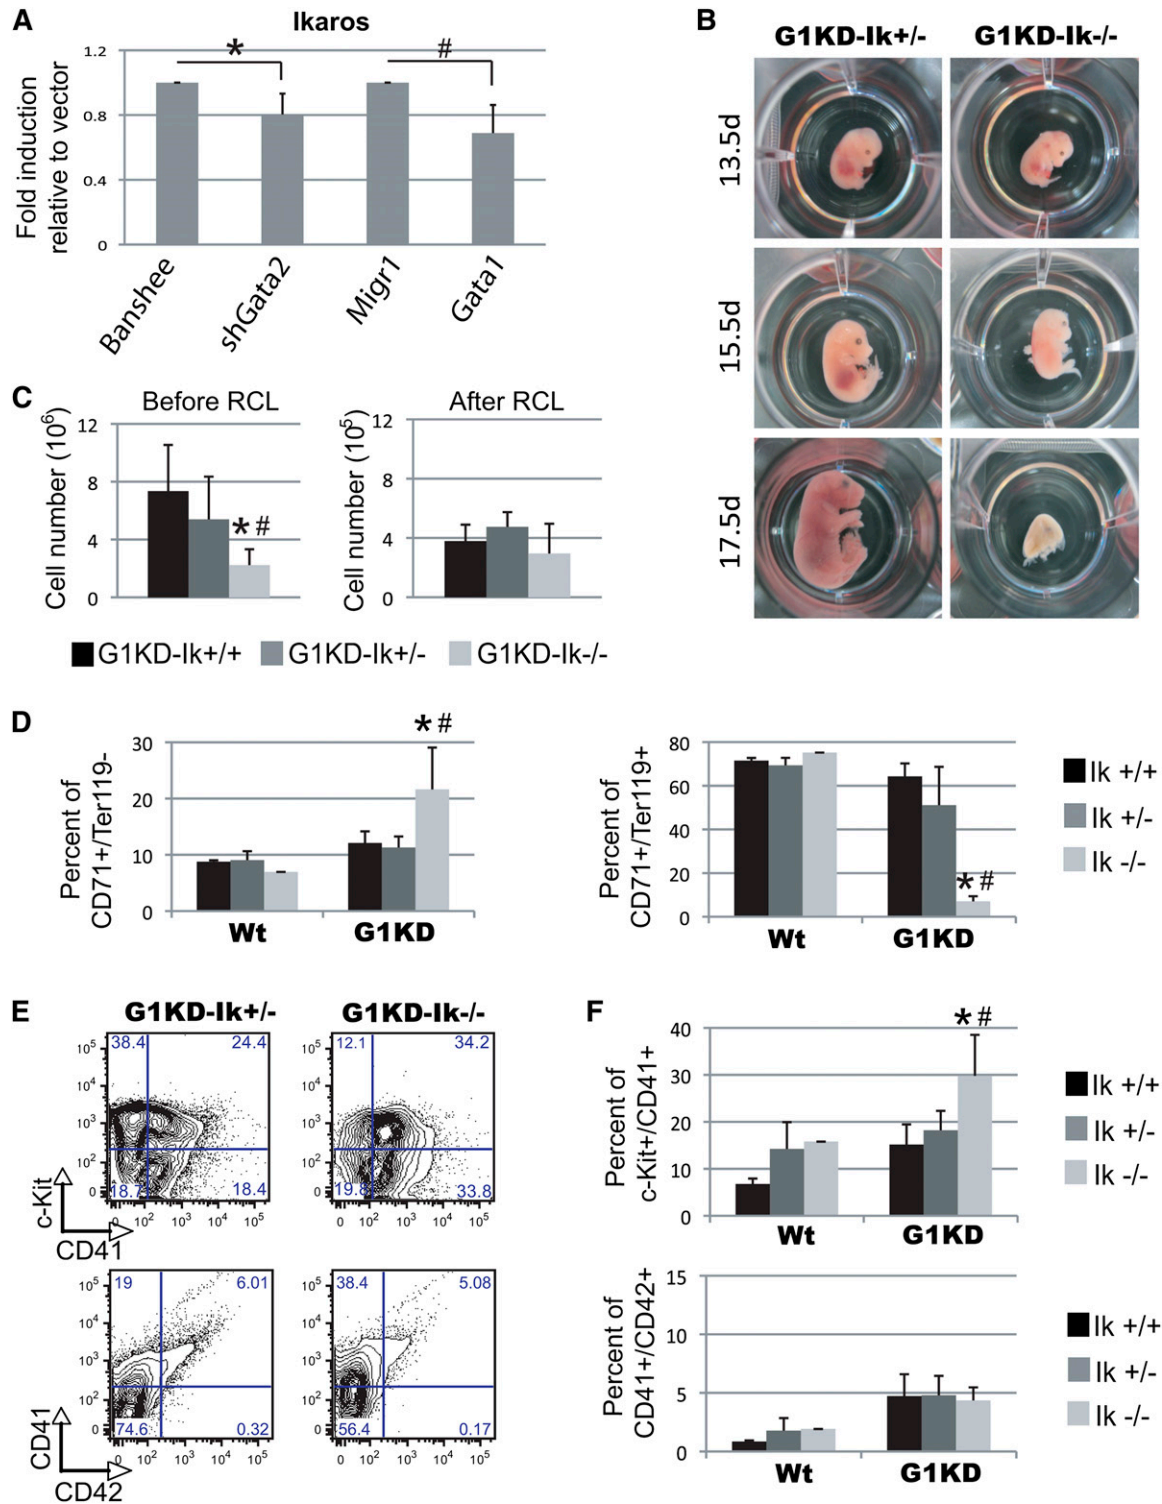 A
Ikaros
Fold induction
relative to vector
1.2
0.8
0.4
0
*
#
Banshee
shGata2
Migr1
Gata1
B
G1KD-Ik+/-
G1KD-Ik-/-
13.5d
15.5d
17.5d
C
Before RCL
Cell number (10⁶)
12
8
4
0
* #
After RCL
Cell number (10⁵)
12
8
4
0
G1KD-Ik+/+
G1KD-Ik+/-
G1KD-Ik-/-
D
Percent of
CD71+/Ter119-
30
20
10
0
* #
Wt
G1KD
Percent of
CD71+/Ter119+
80
60
40
20
0
* #
Wt
G1KD
Ik +/+
Ik +/-
Ik -/-
E
G1KD-Ik+/-
G1KD-Ik-/-
38.4
24.4
18.7
18.4
10⁵
10⁴
10³
10²
0
0 10² 10³ 10⁴ 10⁵
12.1
34.2
19.8
33.8
10⁵
10⁴
10³
10²
0
0 10² 10³ 10⁴ 10⁵
c-Kit
CD41
19
6.01
74.6
0.32
10⁵
10⁴
10³
10²
0
0 10² 10³ 10⁴ 10⁵
38.4
5.08
56.4
0.17
10⁵
10⁴
10³
10²
0
0 10² 10³ 10⁴ 10⁵
CD41
CD42
F
Percent of
c-Kit+/CD41+
40
30
20
10
0
* #
Wt
G1KD
Ik +/+
Ik +/-
Ik -/-
Percent of
CD41+/CD42+
15
10
5
0
Wt
G1KD
Ik +/+
Ik +/-
Ik -/-